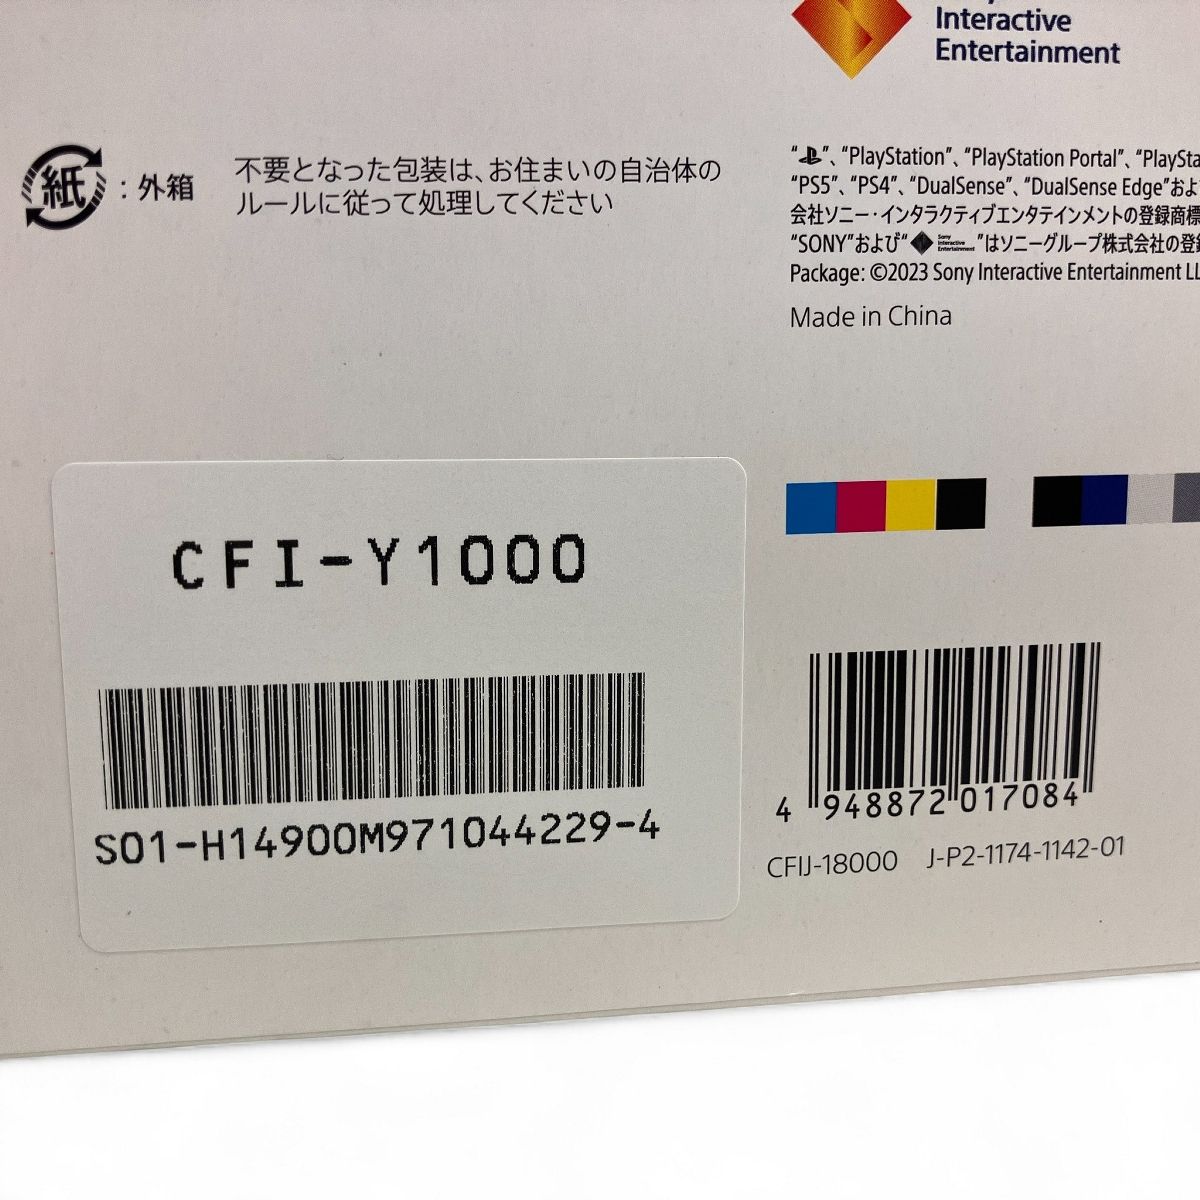 Interactive
Entertainment
紙
：外箱
不要となった包装は、お住まいの自治体の
ルールに従って処理してください
“ ”、“PlayStation”、“PlayStation Portal”、
“PS5”、“PS4”、“DualSense”、“DualSense Edge”
会社ソニー・インタラクティブエンタテインメントの登録商標
“SONY”および“ Sony Interactive Entertainment ”はソニーグループ株式会社の
Package: ©2023 Sony Interactive Entertainment
Made in China
CFI-Y1000
S01-H14900M971044229-4
4 948872 017084
CFIJ-18000 J-P2-1174-1142-01